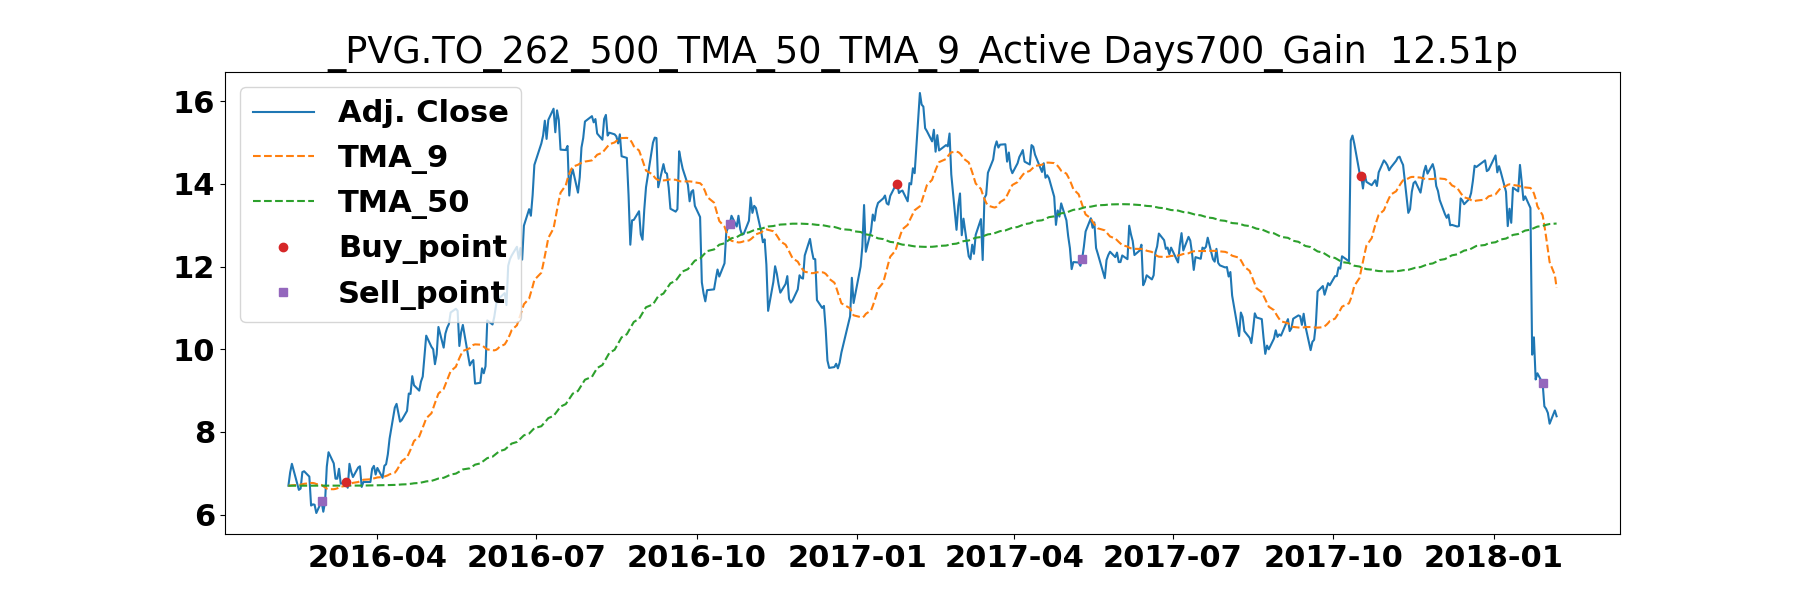 _PVG.TO_262_500_TMA_50_TMA_9_Active Days700_Gain  12.51p
16
14
12
10
8
6
Adj. Close
TMA_9
TMA_50
Buy_point
Sell_point
2016-04 2016-07 2016-10 2017-01 2017-04 2017-07 2017-10 2018-01